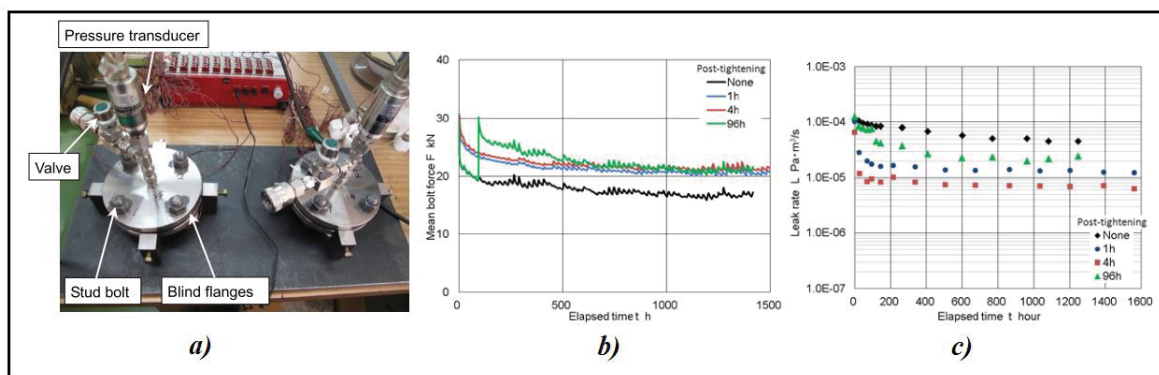 Pressure transducer
Valve
Stud bolt
Blind flanges
a)
40
30
20
10
0
Mean bolt force F kN
Post-tightening
None
1h
4h
96h
0
500
1000
1500
Elapsed time t h
b)
1.0E-03
1.0E-04
1.0E-05
1.0E-06
1.0E-07
Leak rate L Pa·m³/s
Post-tightening
None
1h
4h
96h
0 200 400 600 800 1000 1200 1400 1600
Elapsed time t hour
c)